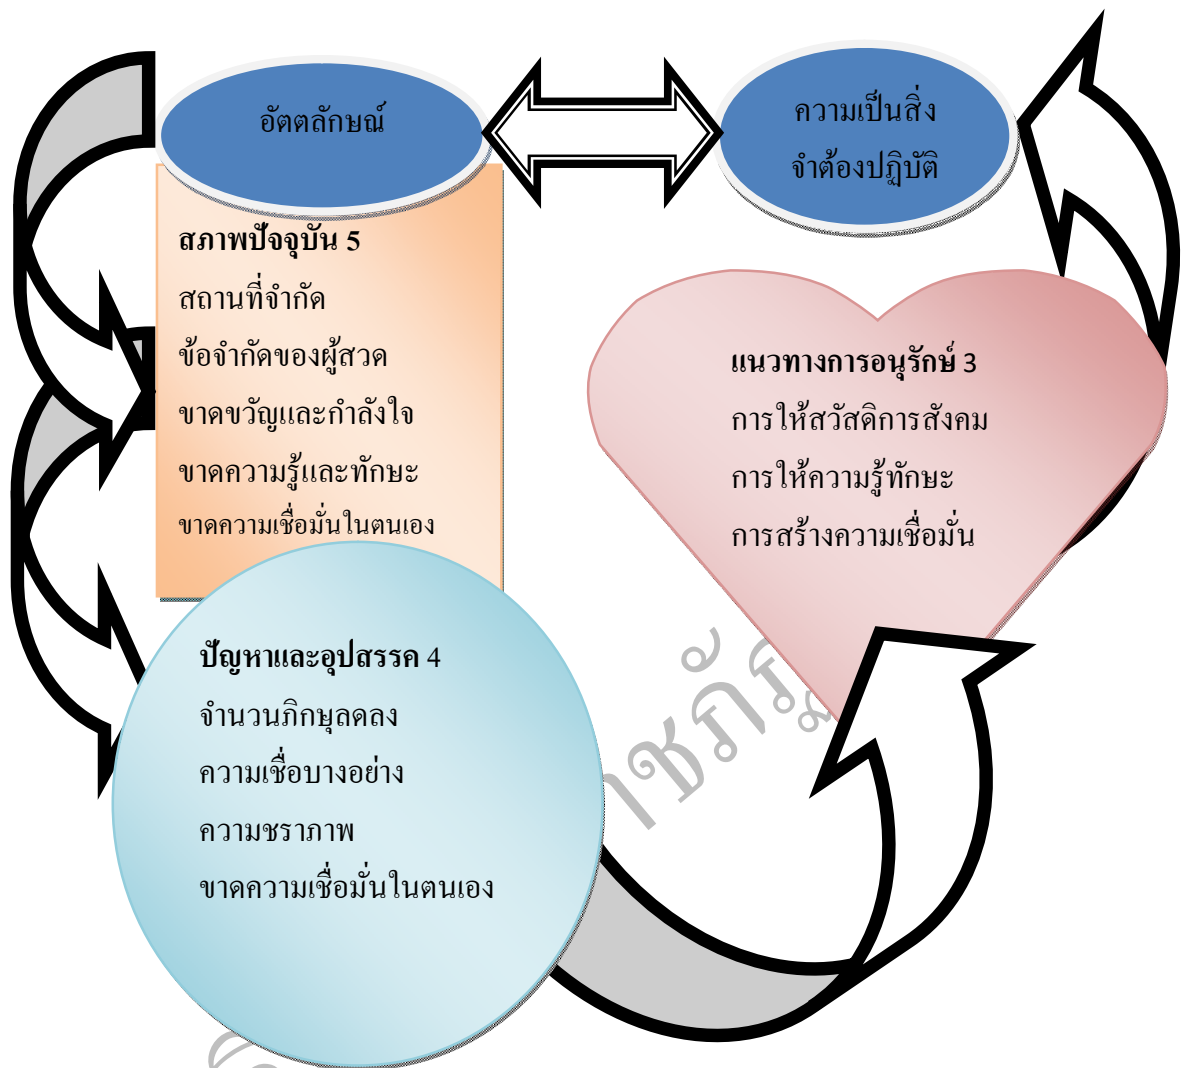 อัตตลักษณ์
ความเป็นสิ่ง
จำต้องปฏิบัติ
สภาพปัจจุบัน 5
สถานที่จำกัด
ข้อจำกัดของผู้สวด
ขาดขวัญและกำลังใจ
ขาดความรู้และทักษะ
ขาดความเชื่อมั่นในตนเอง
แนวทางการอนุรักษ์ 3
การให้สวัสดิการสังคม
การให้ความรู้ทักษะ
การสร้างความเชื่อมั่น
ปัญหาและอุปสรรค 4
จำนวนภิกษุลดลง
ความเชื่อบางอย่าง
ความชราภาพ
ขาดความเชื่อมั่นในตนเอง